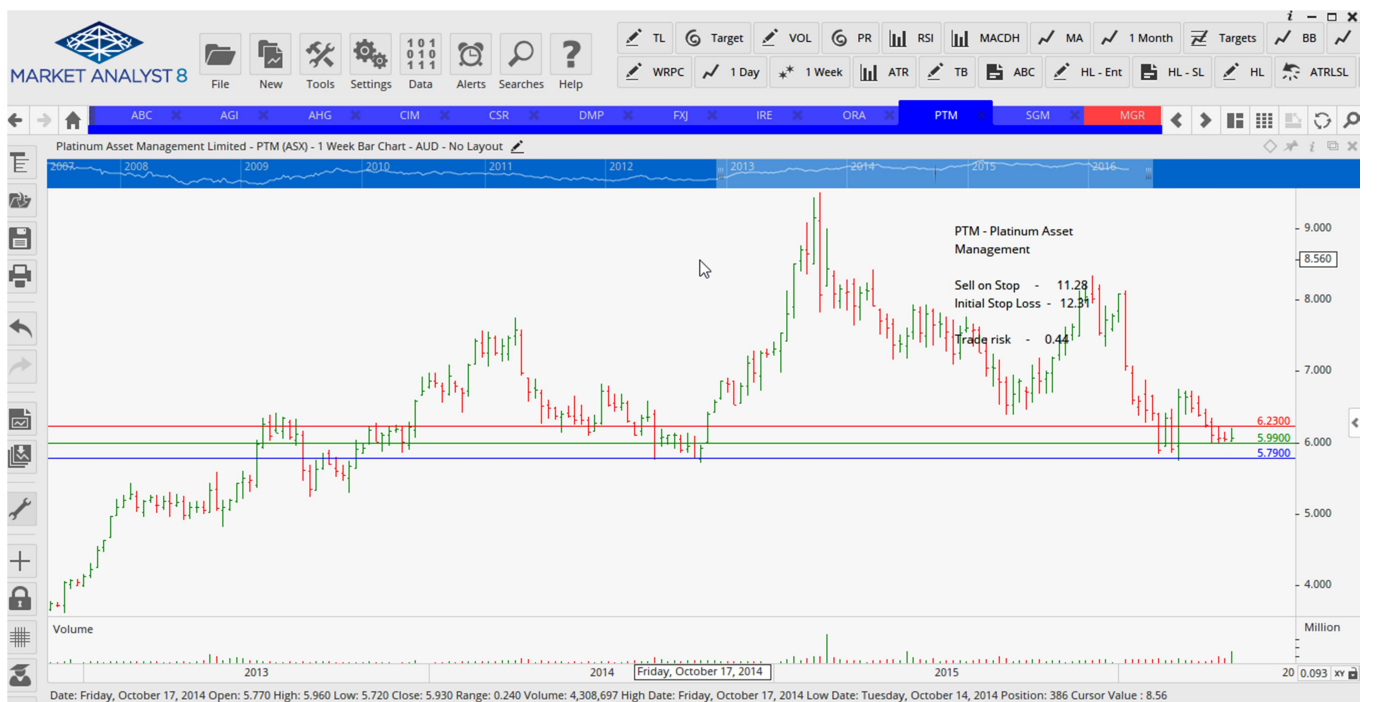 i
MARKET ANALYST 8
File New Tools Settings Data Alerts Searches Help
101
010
111
TL Target VOL PR RSI MACDH MA 1 Month Targets BB
WRPC 1 Day 1 Week ATR TB ABC HL - Ent HL - SL HL ATRLSL
ABC AGI AHG CIM CSR DMP FXJ IRE ORA PTM SGM MGR
Platinum Asset Management Limited - PTM (ASX) - 1 Week Bar Chart - AUD - No Layout
2007 2008 2009 2010 2011 2012 2013 2014 2015 2016
PTM - Platinum Asset
Management
Sell on Stop - 11.28
Initial Stop Loss - 12.31
Trade risk - 0.44
9.000
8.560
8.000
7.000
6.2300
5.9900
6.000
5.7900
5.000
4.000
Volume
Million
2013 2014 Friday, October 17, 2014 2015 20 0.093 XY
Date: Friday, October 17, 2014 Open: 5.770 High: 5.960 Low: 5.720 Close: 5.930 Range: 0.240 Volume: 4,308,697 High Date: Friday, October 17, 2014 Low Date: Tuesday, October 14, 2014 Position: 386 Cursor Value : 8.56